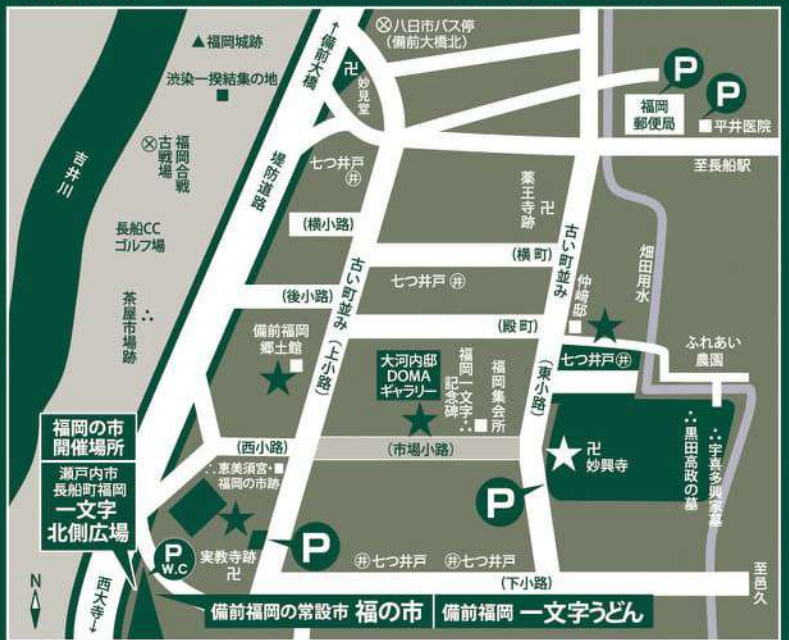 ▲福岡城跡
渋染一揆結集の地
↑備前大橋
卍妙見堂
八日市バス停
(備前大橋北)
P
福岡
郵便局
P
平井医院
至長船駅
吉井川
福岡合戦
古戦場
堤防道路
七つ井戸 井
薬王寺跡 卍
長船CC
ゴルフ場
(横小路)
古い町並み(上小路)
(横町)
古い町並み
畑田用水
茶屋市場跡
(後小路)
七つ井戸 井
仲﨑邸
(殿町)
備前福岡
郷土館
大河内邸
DOMA
ギャラリー
福岡一文字
記念碑
福岡集会所
(東小路)
七つ井戸 井
ふれあい
農園
福岡の市
開催場所
瀬戸内市
長船町福岡
一文字
北側広場
(西小路)
(市場小路)
恵美須宮・
福岡の市跡
卍
妙興寺
黒田高政の墓
宇喜多興家墓
P
W.C
実教寺跡
卍
P
P
井 七つ井戸
井 七つ井戸
(下小路)
至邑久
N
西大寺↓
備前福岡の常設市 福の市
備前福岡 一文字うどん